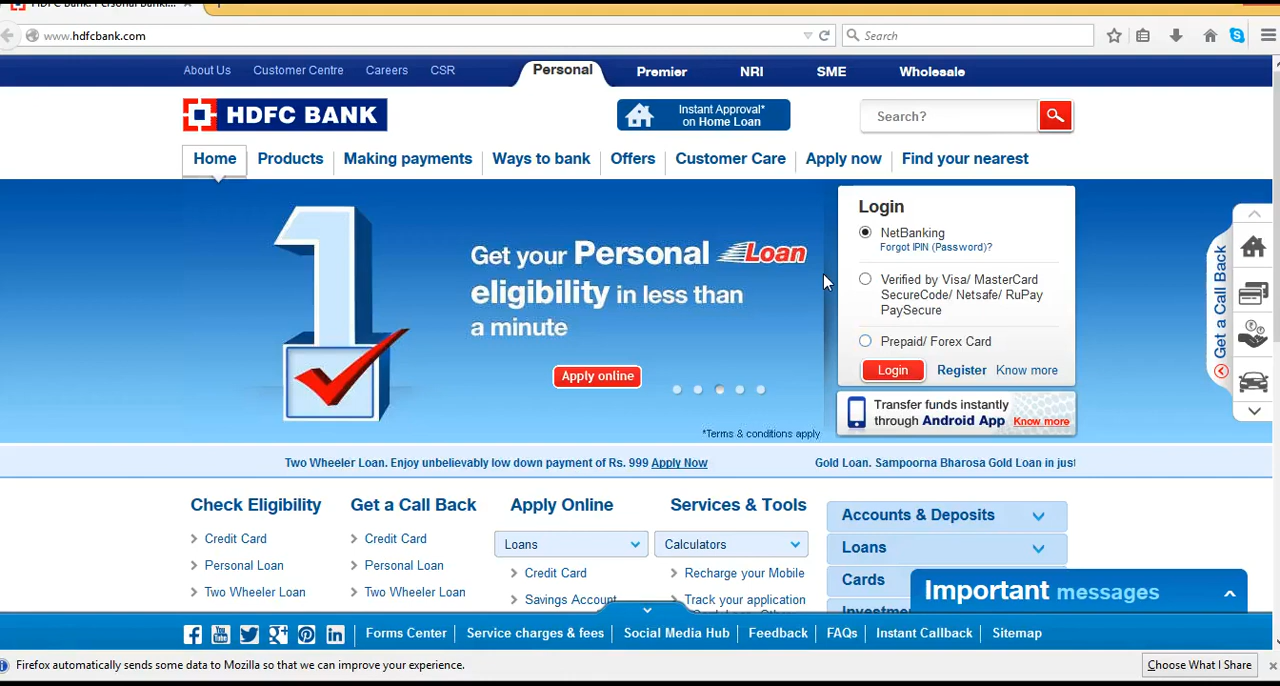 HDFC Bank: Personal Banki...
www.hdfcbank.com
Search
About Us Customer Centre Careers CSR Personal Premier NRI SME Wholesale
HDFC BANK
Instant Approval*
on Home Loan
Search?
Home Products Making payments Ways to bank Offers Customer Care Apply now Find your nearest
Get your Personal Loan
eligibility in less than
a minute
Apply online
*Terms & conditions apply
1
Login
NetBanking
Forgot IPIN (Password)?
Verified by Visa/ MasterCard
SecureCode/ Netsafe/ RuPay
PaySecure
Prepaid/ Forex Card
Login Register Know more
Transfer funds instantly
through Android App Know more
Get a Call Back
Two Wheeler Loan. Enjoy unbelievably low down payment of Rs. 999 Apply Now
Gold Loan. Sampoorna Bharosa Gold Loan in just
Check Eligibility
Credit Card
Personal Loan
Two Wheeler Loan
Get a Call Back
Credit Card
Personal Loan
Two Wheeler Loan
Apply Online
Loans
Credit Card
Savings Account
Services & Tools
Calculators
Recharge your Mobile
Track your application
Accounts & Deposits
Loans
Cards
Important messages
Forms Center Service charges & fees Social Media Hub Feedback FAQs Instant Callback Sitemap
Firefox automatically sends some data to Mozilla so that we can improve your experience.
Choose What I Share